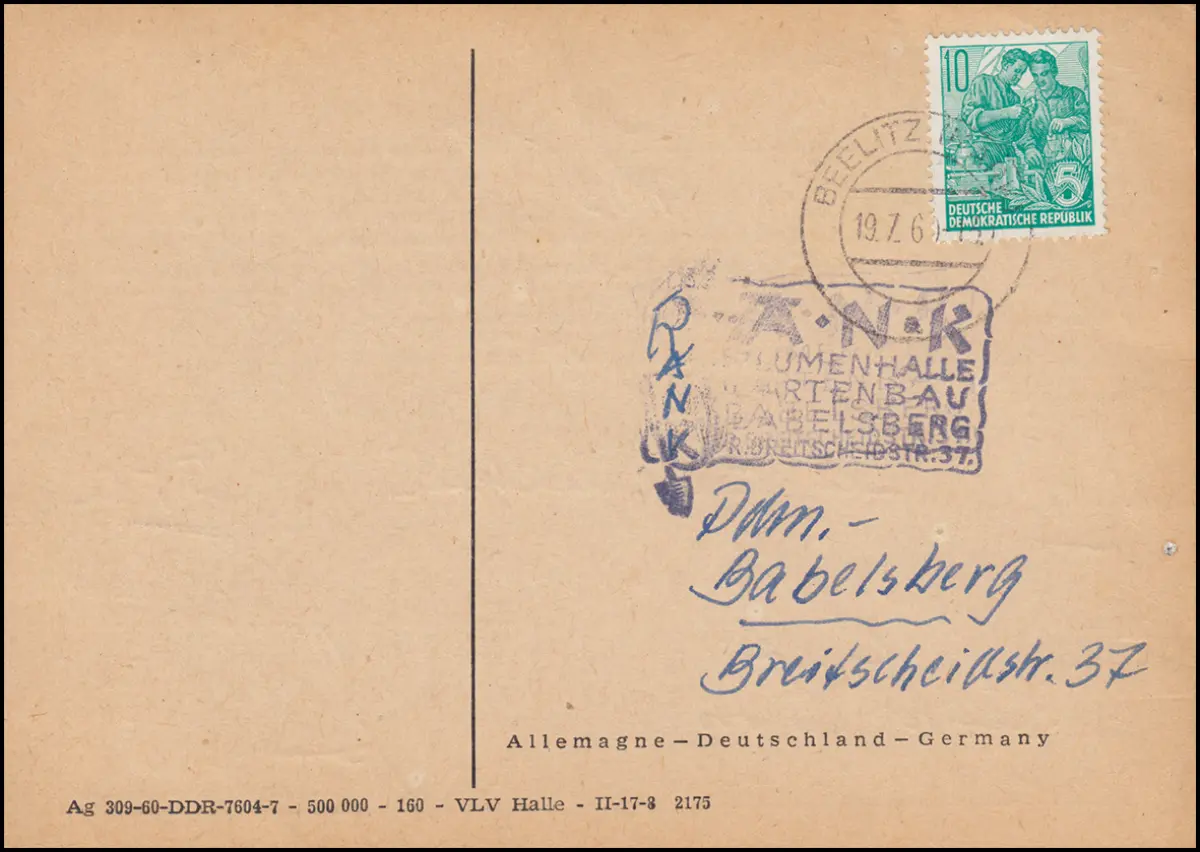 10
5
DEUTSCHE
DEMOKRATISCHE REPUBLIK
BEELITZ
19.7.6
RANK
A·N·K
BLUMENHALLE
GARTENBAU
BABELSBERG
R.BREITSCHEIDSTR.37.
Pdm.-
Babelsberg
Breitscheidstr. 37
Allemagne – Deutschland – Germany
Ag 309-60-DDR-7604-7 - 500 000 - 160 - VLV Halle - II-17-8 2175